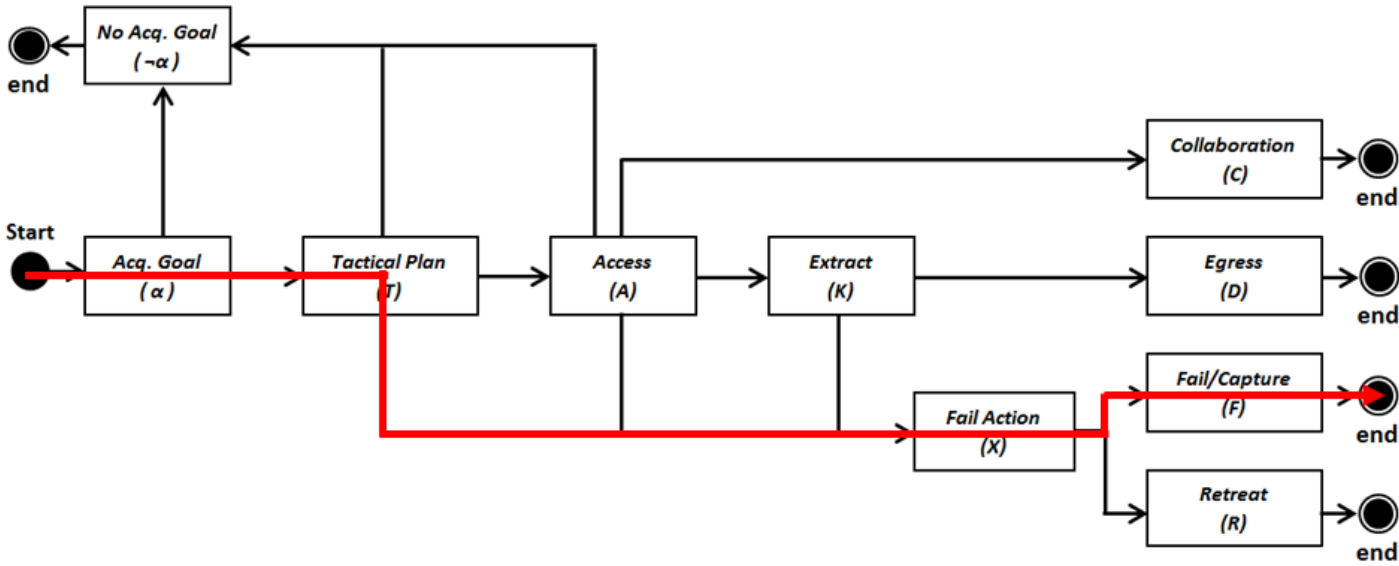 No Acq. Goal
( ¬α )
end
Collaboration
(C)
end
Start
Acq. Goal
( α )
Tactical Plan
(T)
Access
(A)
Extract
(K)
Egress
(D)
end
Fail/Capture
(F)
end
Fail Action
(X)
Retreat
(R)
end